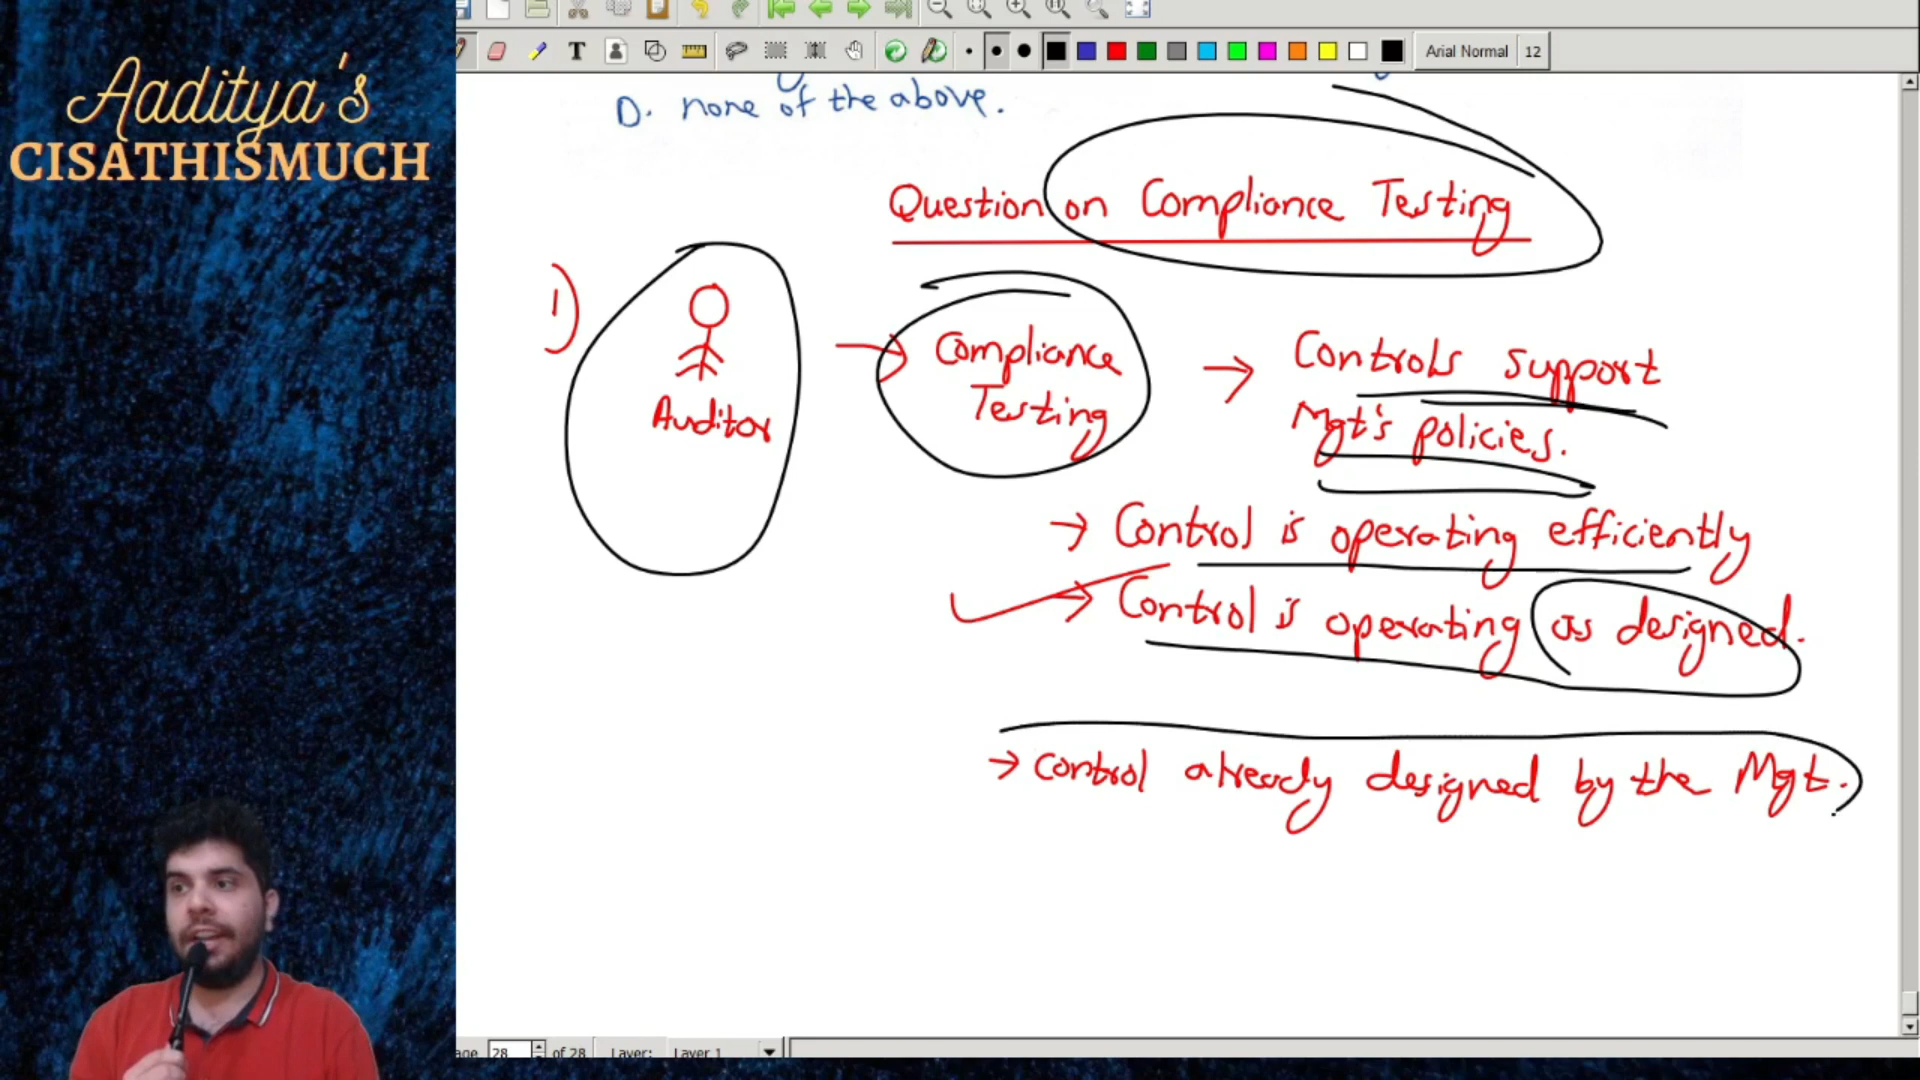 Aaditya's
CISATHISMUCH
T
Arial Normal 12
D. none of the above.
Question on Compliance Testing
1)
Auditor
→ Compliance Testing
→ Controls support
Mgt's policies.
→ Control is operating efficiently
→ Control is operating as designed.
→ Control already designed by the Mgt.
age 28 of 28 Layer: Layer 1